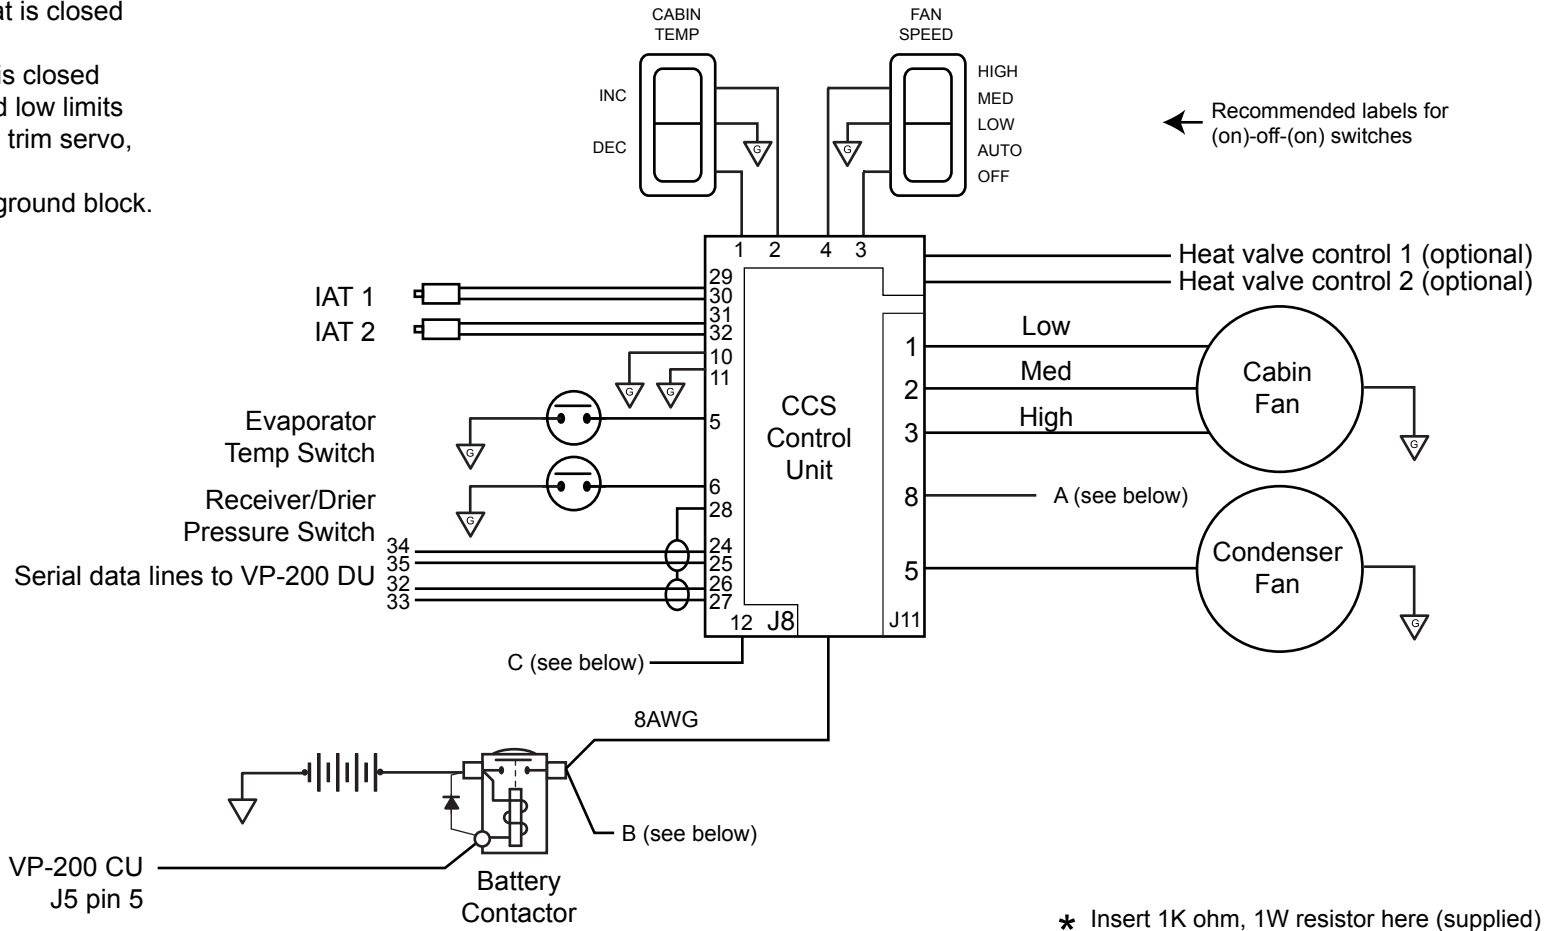 at is closed
is closed
d low limits
trim servo,
ground block.
CABIN
TEMP
INC
DEC
FAN
SPEED
HIGH
MED
LOW
AUTO
OFF
Recommended labels for
(on)-off-(on) switches
G
G
1 2 4 3
Heat valve control 1 (optional)
Heat valve control 2 (optional)
IAT 1
IAT 2
29
30
31
32
10
11
G
G
Evaporator
Temp Switch
G
5
Receiver/Drier
Pressure Switch
G
6
28
34
35
Serial data lines to VP-200 DU
32
33
24
25
26
27
12 J8
CCS
Control
Unit
J11
1
2
3
8
5
Low
Med
High
Cabin
Fan
G
A (see below)
Condenser
Fan
G
C (see below)
8AWG
B (see below)
VP-200 CU
J5 pin 5
Battery
Contactor
* Insert 1K ohm, 1W resistor here (supplied)